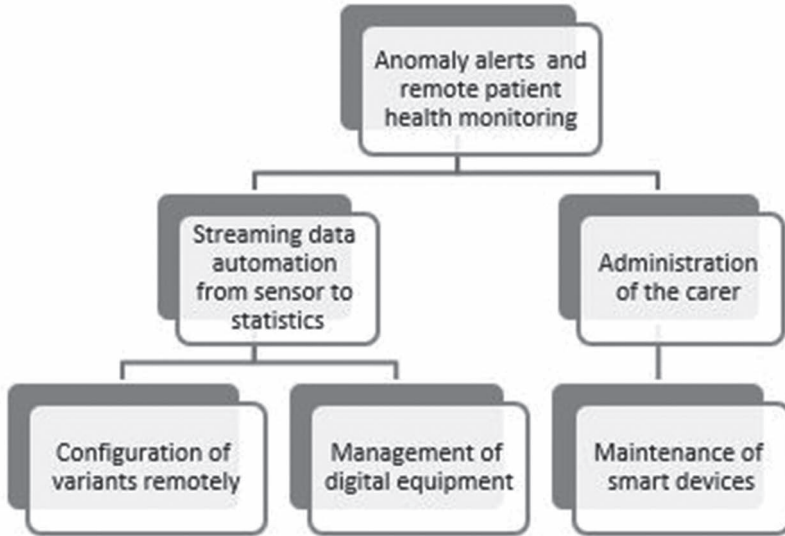 Anomaly alerts and
remote patient
health monitoring
Streaming data
automation
from sensor to
statistics
Administration
of the carer
Configuration of
variants remotely
Management of
digital equipment
Maintenance of
smart devices